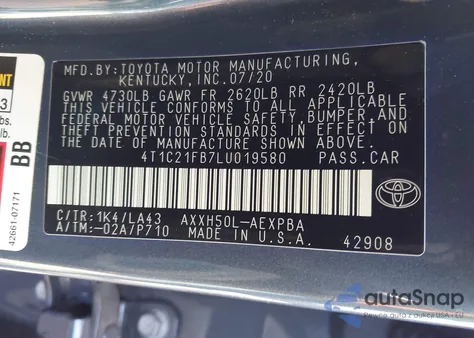 MFD. BY: TOYOTA MOTOR MANUFACTURING,
KENTUCKY, INC. 07/20
GVWR 4730LB GAWR FR 2620LB RR 2420LB
THIS VEHICLE CONFORMS TO ALL APPLICABLE
FEDERAL MOTOR VEHICLE SAFETY, BUMPER, AND
THEFT PREVENTION STANDARDS IN EFFECT ON
THE DATE OF MANUFACTURE SHOWN ABOVE.
4T1C21FB7LU019580 PASS.CAR
C/TR: 1K4/LA43 AXXH50L-AEXPBA
A/TM: -02A/P710 MADE IN U.S.A. 42908
TOYOTA
BB
42661-07171
3
autoSnap